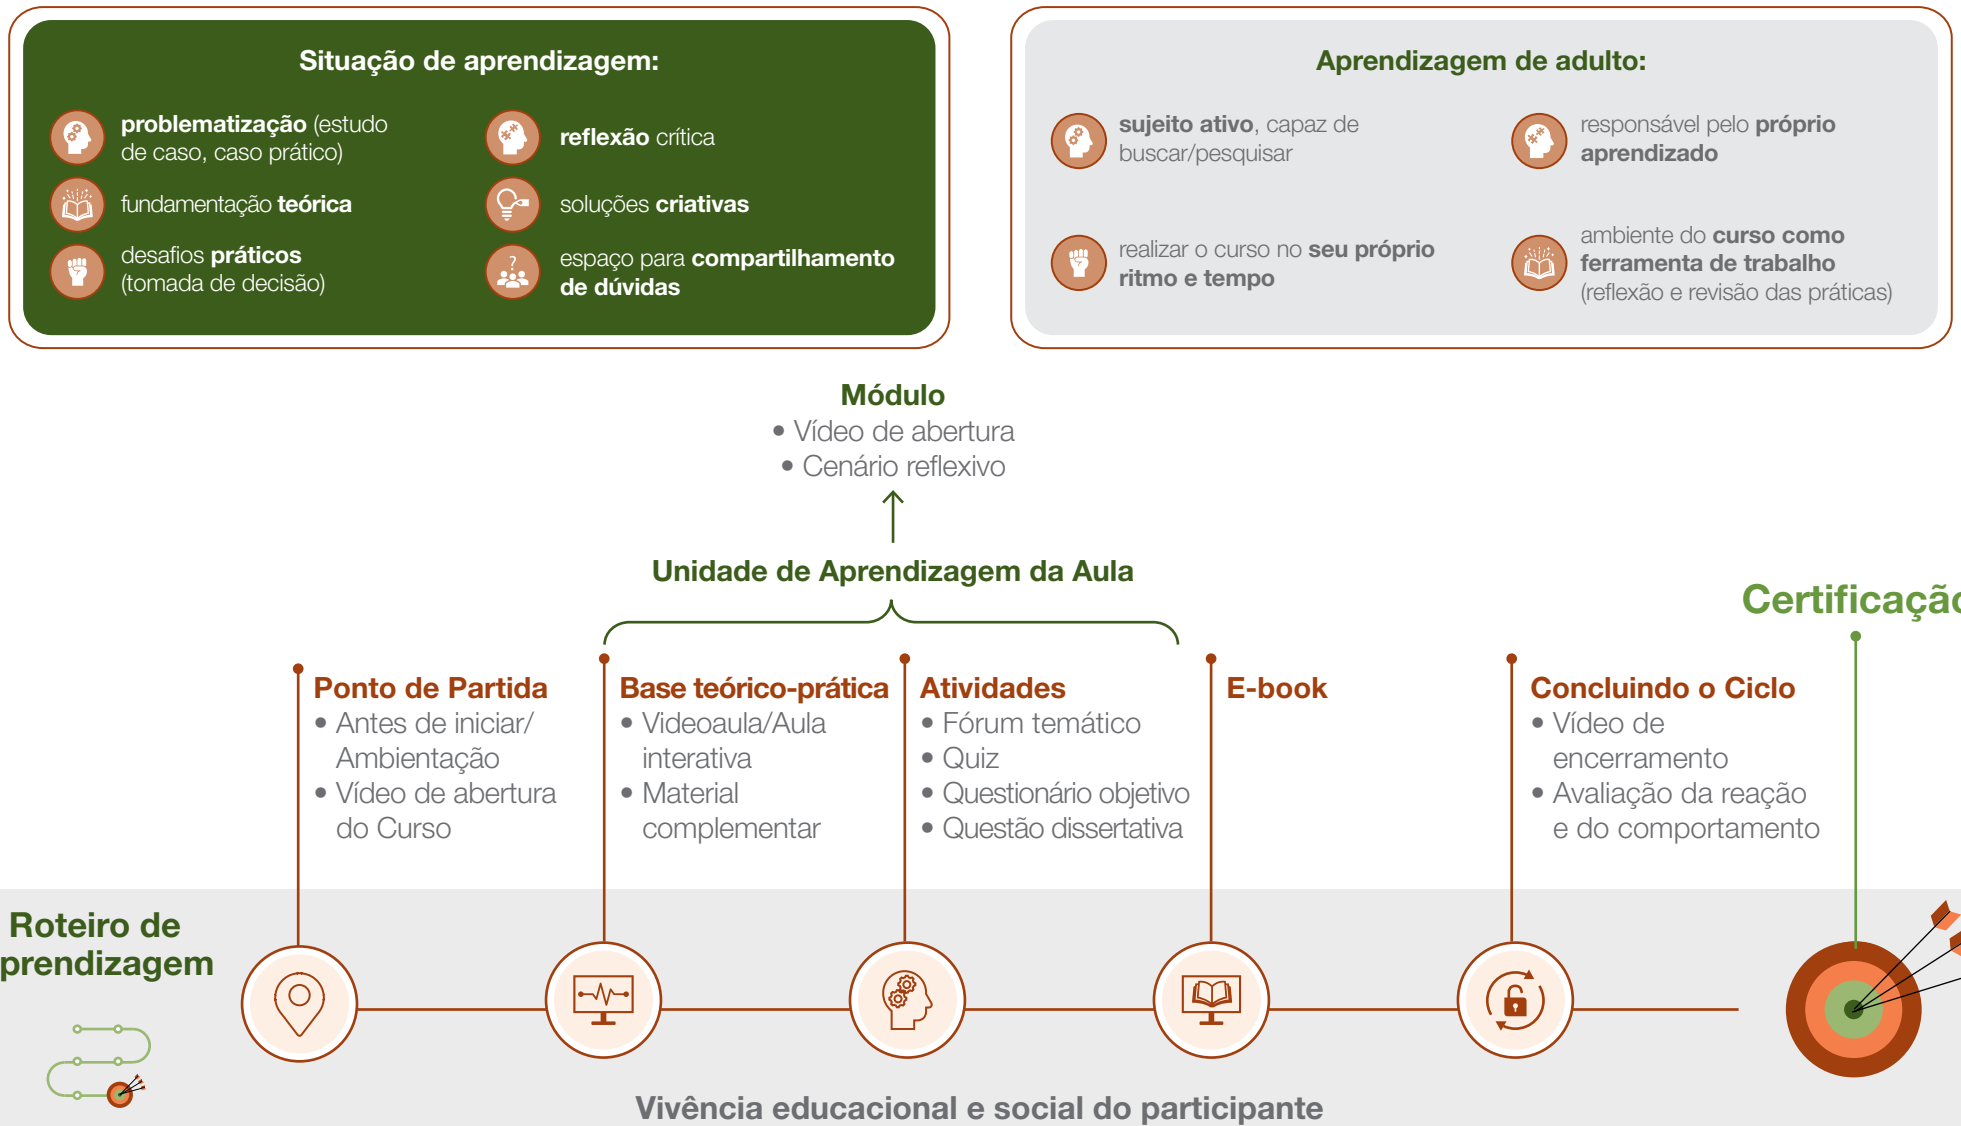 Situação de aprendizagem:
problematização (estudo
de caso, caso prático)
fundamentação teórica
desafios práticos
(tomada de decisão)
reflexão crítica
soluções criativas
?
espaço para compartilhamento
de dúvidas
Aprendizagem de adulto:
sujeito ativo, capaz de
buscar/pesquisar
realizar o curso no seu próprio
ritmo e tempo
responsável pelo próprio
aprendizado
ambiente do curso como
ferramenta de trabalho
(reflexão e revisão das práticas)
Módulo
• Vídeo de abertura
• Cenário reflexivo
Unidade de Aprendizagem da Aula
Ponto de Partida
• Antes de iniciar/
Ambientação
• Vídeo de abertura
do Curso
Base teórico-prática
• Videoaula/Aula
interativa
• Material
complementar
Atividades
• Fórum temático
• Quiz
• Questionário objetivo
• Questão dissertativa
E-book
Concluindo o Ciclo
• Vídeo de
encerramento
• Avaliação da reação
e do comportamento
Certificação
Roteiro de
prendizagem
Vivência educacional e social do participante